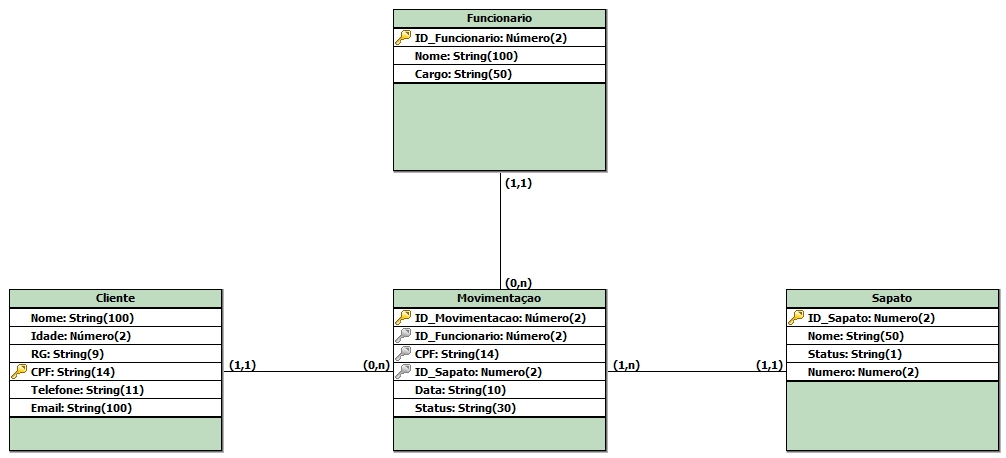 Funcionario
ID_Funcionario: Número(2)
Nome: String(100)
Cargo: String(50)
(1,1)
(0,n)
Cliente
Nome: String(100)
Idade: Número(2)
RG: String(9)
CPF: String(14)
Telefone: String(11)
Email: String(100)
(1,1)
(0,n)
Movimentaçao
ID_Movimentacao: Número(2)
ID_Funcionario: Número(2)
CPF: String(14)
ID_Sapato: Numero(2)
Data: String(10)
Status: String(30)
(1,n)
(1,1)
Sapato
ID_Sapato: Numero(2)
Nome: String(50)
Status: String(1)
Numero: Numero(2)